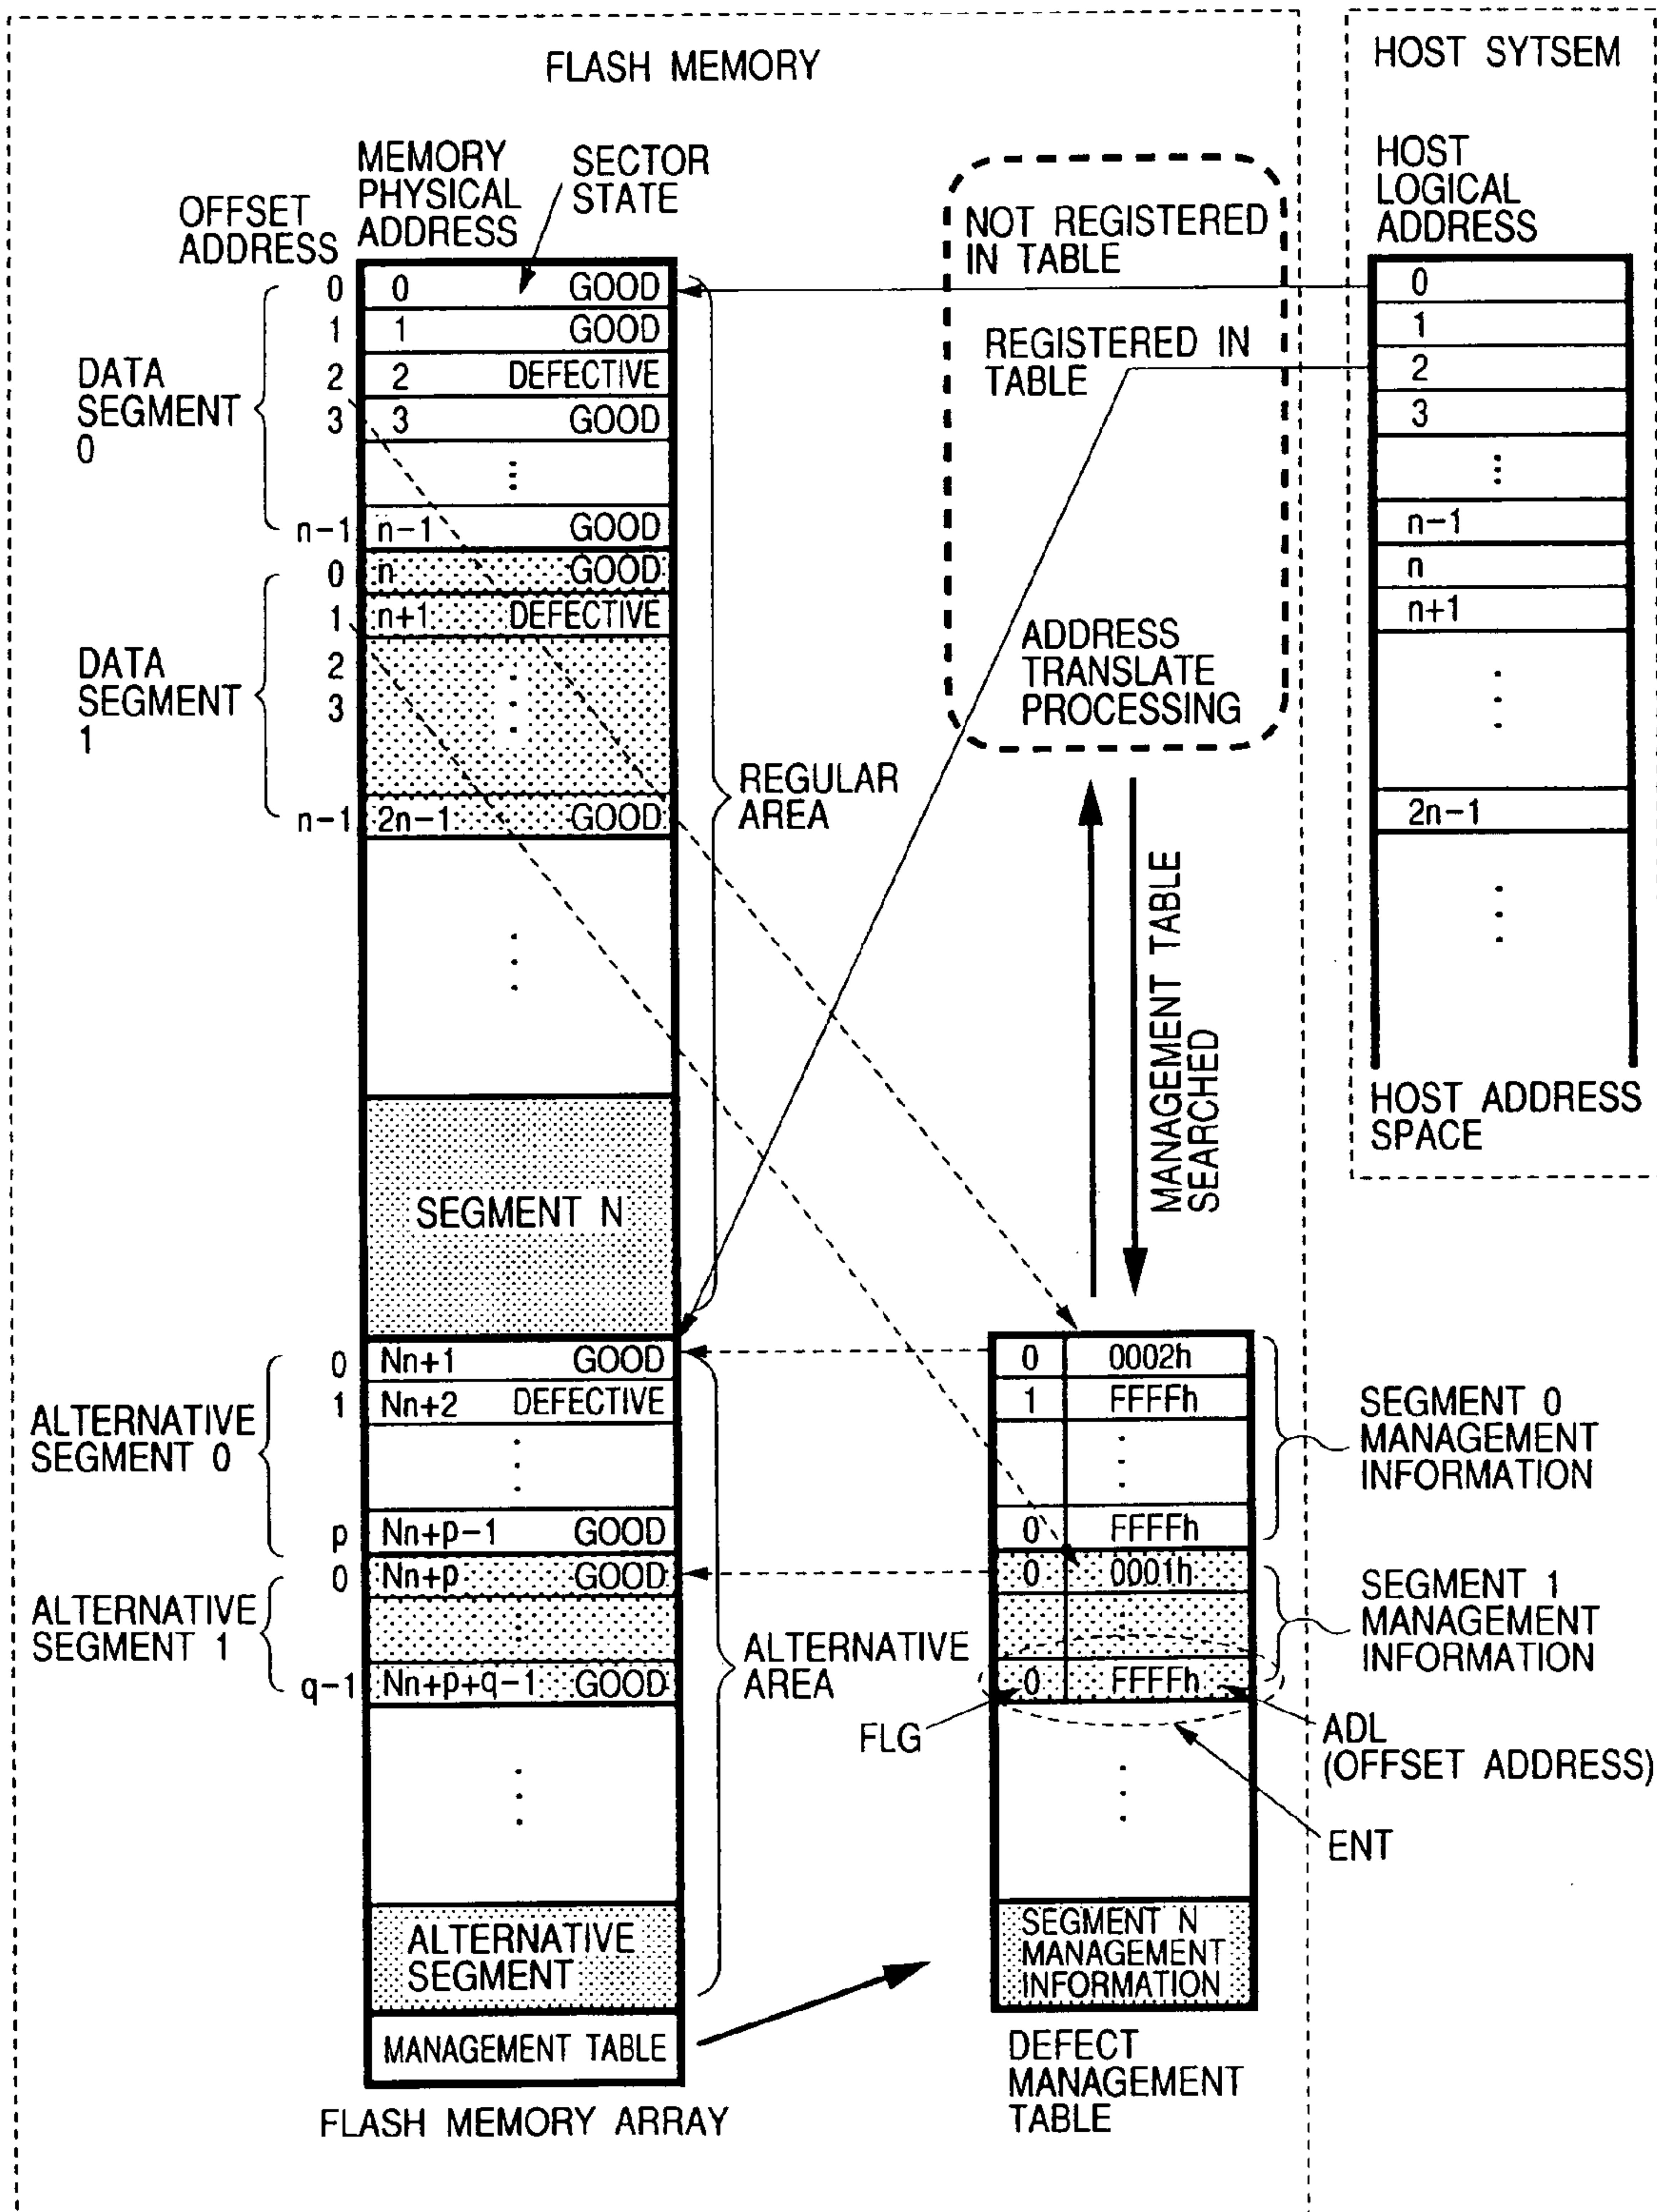 FLASH MEMORY
HOST SYTSEM
MEMORY
PHYSICAL
ADDRESS
SECTOR
STATE
OFFSET
ADDRESS
NOT REGISTERED
IN TABLE
HOST
LOGICAL
ADDRESS
0 0 GOOD
1 1 GOOD
2 2 DEFECTIVE
3 3 GOOD
n-1 n-1 GOOD
DATA
SEGMENT
0
0 n GOOD
1 n+1 DEFECTIVE
2
3
n-1 2n-1 GOOD
DATA
SEGMENT
1
REGISTERED IN
TABLE
ADDRESS
TRANSLATE
PROCESSING
0
1
2
3
n-1
n
n+1
2n-1
HOST ADDRESS
SPACE
REGULAR
AREA
MANAGEMENT TABLE
SEARCHED
SEGMENT N
0 Nn+1 GOOD
1 Nn+2 DEFECTIVE
p Nn+p-1 GOOD
ALTERNATIVE
SEGMENT 0
0 Nn+p GOOD
q-1 Nn+p+q-1 GOOD
ALTERNATIVE
SEGMENT 1
ALTERNATIVE
AREA
0 0002h
1 FFFFh
0 FFFFh
SEGMENT 0
MANAGEMENT
INFORMATION
0 0001h
0 FFFFh
SEGMENT 1
MANAGEMENT
INFORMATION
FLG
ADL
(OFFSET ADDRESS)
ENT
ALTERNATIVE
SEGMENT
SEGMENT N
MANAGEMENT
INFORMATION
MANAGEMENT TABLE
DEFECT
MANAGEMENT
TABLE
FLASH MEMORY ARRAY